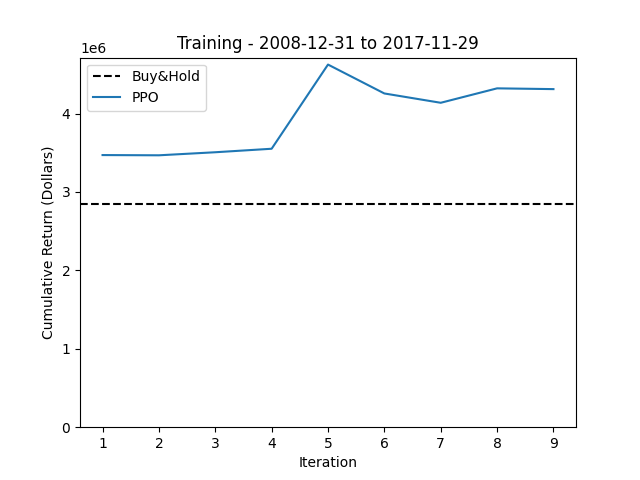 Training - 2008-12-31 to 2017-11-29
1e6
Buy&Hold
PPO
Cumulative Return (Dollars)
4
3
2
1
0
1 2 3 4 5 6 7 8 9
Iteration